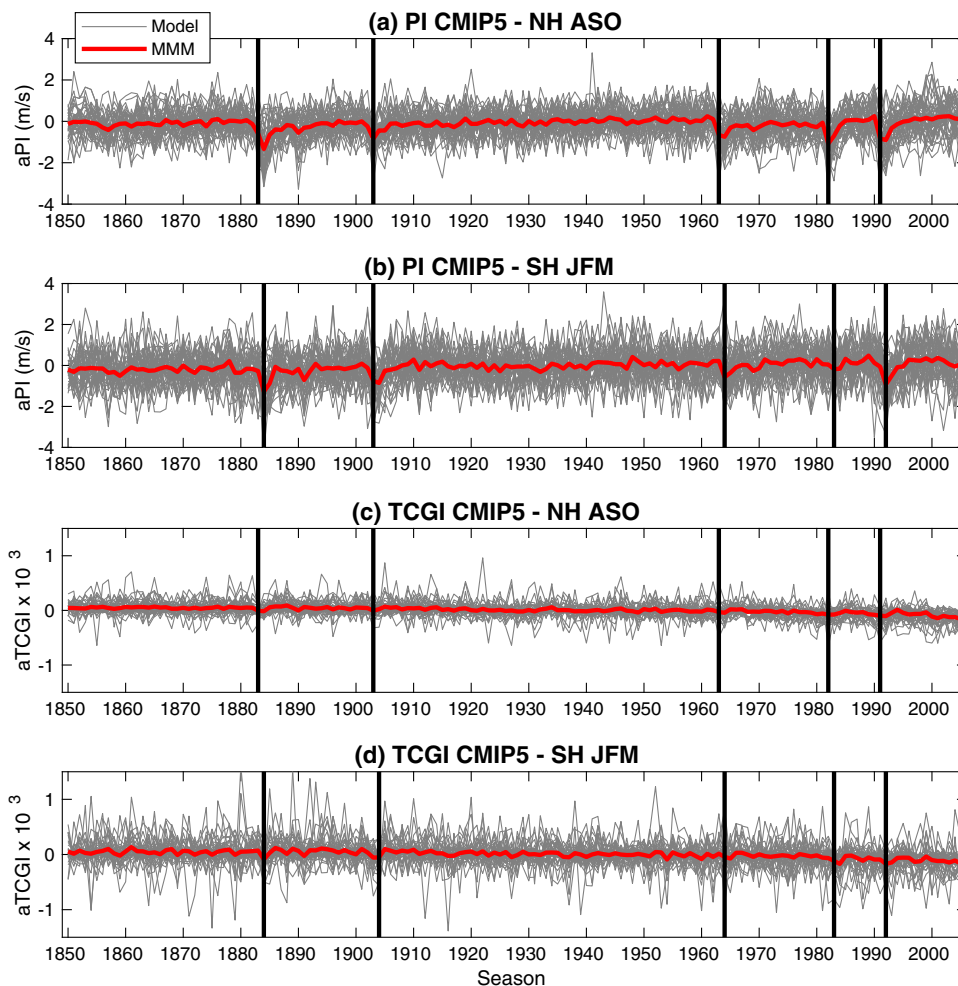 (a) PI CMIP5 - NH ASO
Model
MMM
aPI (m/s)
4
2
0
-2
-4
1850 1860 1870 1880 1890 1900 1910 1920 1930 1940 1950 1960 1970 1980 1990 2000
(b) PI CMIP5 - SH JFM
aPI (m/s)
4
2
0
-2
-4
1850 1860 1870 1880 1890 1900 1910 1920 1930 1940 1950 1960 1970 1980 1990 2000
(c) TCGI CMIP5 - NH ASO
aTCGI x 10 3
1
0
-1
1850 1860 1870 1880 1890 1900 1910 1920 1930 1940 1950 1960 1970 1980 1990 2000
(d) TCGI CMIP5 - SH JFM
aTCGI x 10 3
1
0
-1
1850 1860 1870 1880 1890 1900 1910 1920 1930 1940 1950 1960 1970 1980 1990 2000
Season